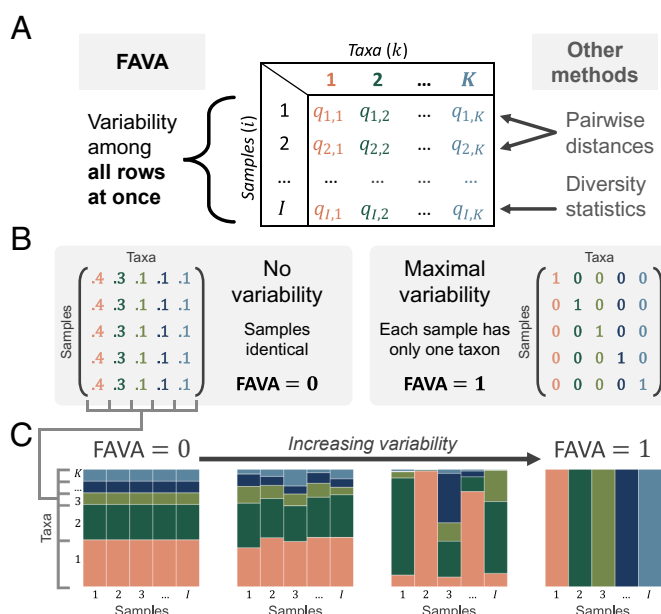 A
FAVA
Taxa (k)
Other
methods
1 2 ... K
Variability
among
all rows
at once
Samples (i)
1 q1,1 q1,2 ... q1,K
2 q2,1 q2,2 ... q2,K
... ... ... ... ...
I qI,1 qI,2 ... qI,K
Pairwise
distances
Diversity
statistics
B
Taxa
Samples
.4 .3 .1 .1 .1
.4 .3 .1 .1 .1
.4 .3 .1 .1 .1
.4 .3 .1 .1 .1
.4 .3 .1 .1 .1
No
variability
Samples
identical
FAVA = 0
Maximal
variability
Each sample has
only one taxon
FAVA = 1
Taxa
Samples
1 0 0 0 0
0 1 0 0 0
0 0 1 0 0
0 0 0 1 0
0 0 0 0 1
C
FAVA = 0
Increasing variability
FAVA = 1
Taxa
K
...
3
2
1
1 2 3 ... I
Samples
1 2 3 ... I
Samples
1 2 3 ... I
Samples
1 2 3 ... I
Samples